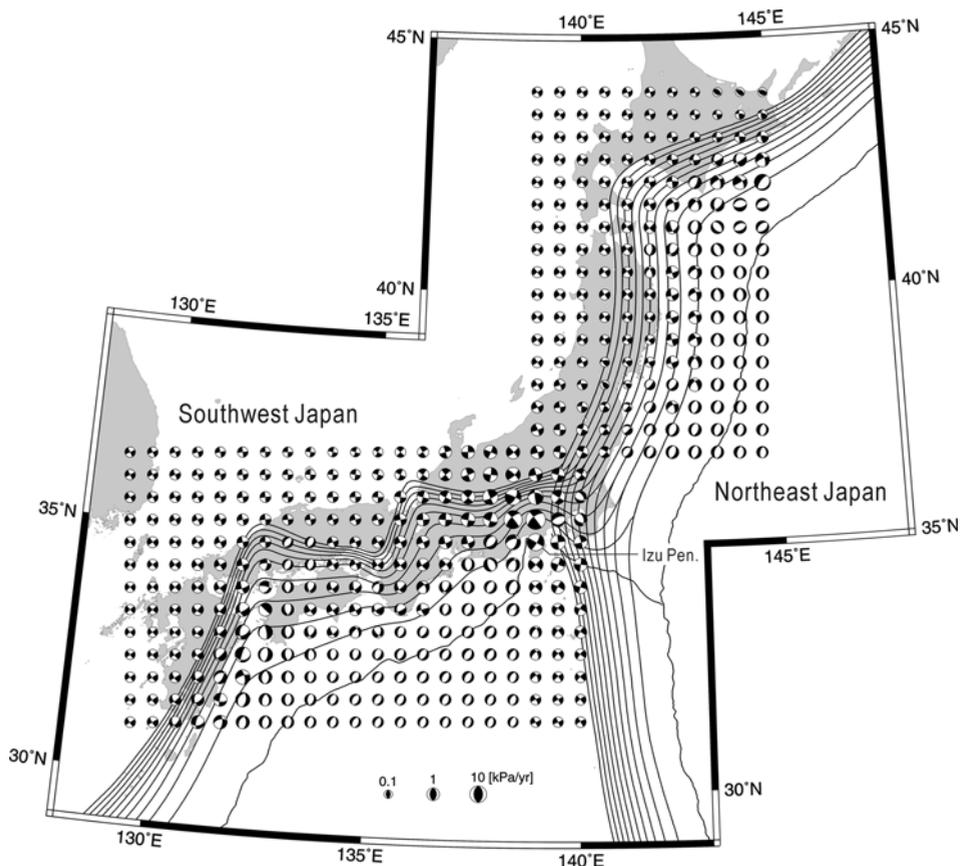 140˚E
145˚E
45˚N
45˚N
40˚N
40˚N
130˚E
135˚E
Southwest Japan
35˚N
Northeast Japan
35˚N
145˚E
Izu Pen.
30˚N
30˚N
0.1 1 10 [kPa/yr]
130˚E
135˚E
140˚E